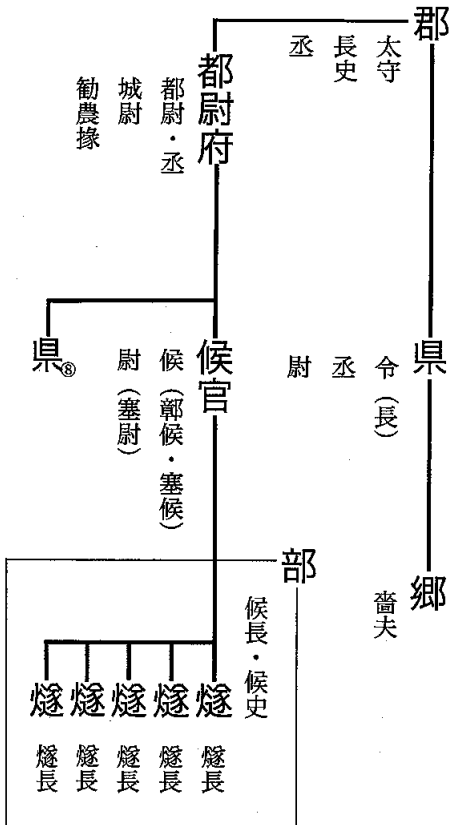 郡
太守
長史
丞
県
令（長）
丞
尉
郷
嗇夫
都尉府
都尉・丞
城尉
勧農掾
候官
候（鄣候・塞候）
尉（塞尉）
県⑧
部
候長・候史
燧
燧長
燧
燧長
燧
燧長
燧
燧長
燧
燧長